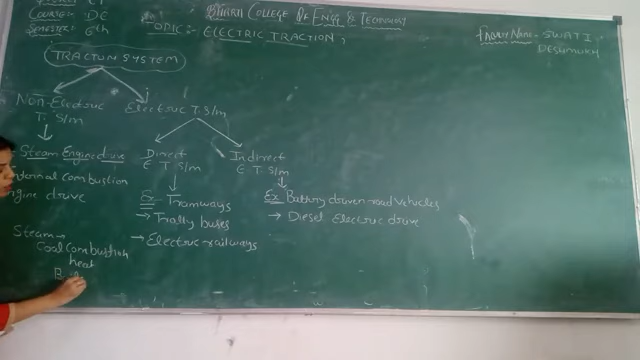 Course:- DE
Semester:- 6th
BHARTI COLLEGE OF Engg & TECHNOLOGY
TOPIC:- ELECTRIC TRACTION,
Faculty Name - SWATI
DESHMUKH
TRACTION SYSTEM
Non-Electric
T. S/m
Electric T. S/m
Steam Engine drive
Internal Combustion
Engine drive
Direct
E T. S/m
Indirect
E T. S/m
Ex Tramways
→ Trally buses
→ Electric railways
Ex Battery driven road vehicles
→ Diesel Electric drive
Steam →
Coal Combustion
heat